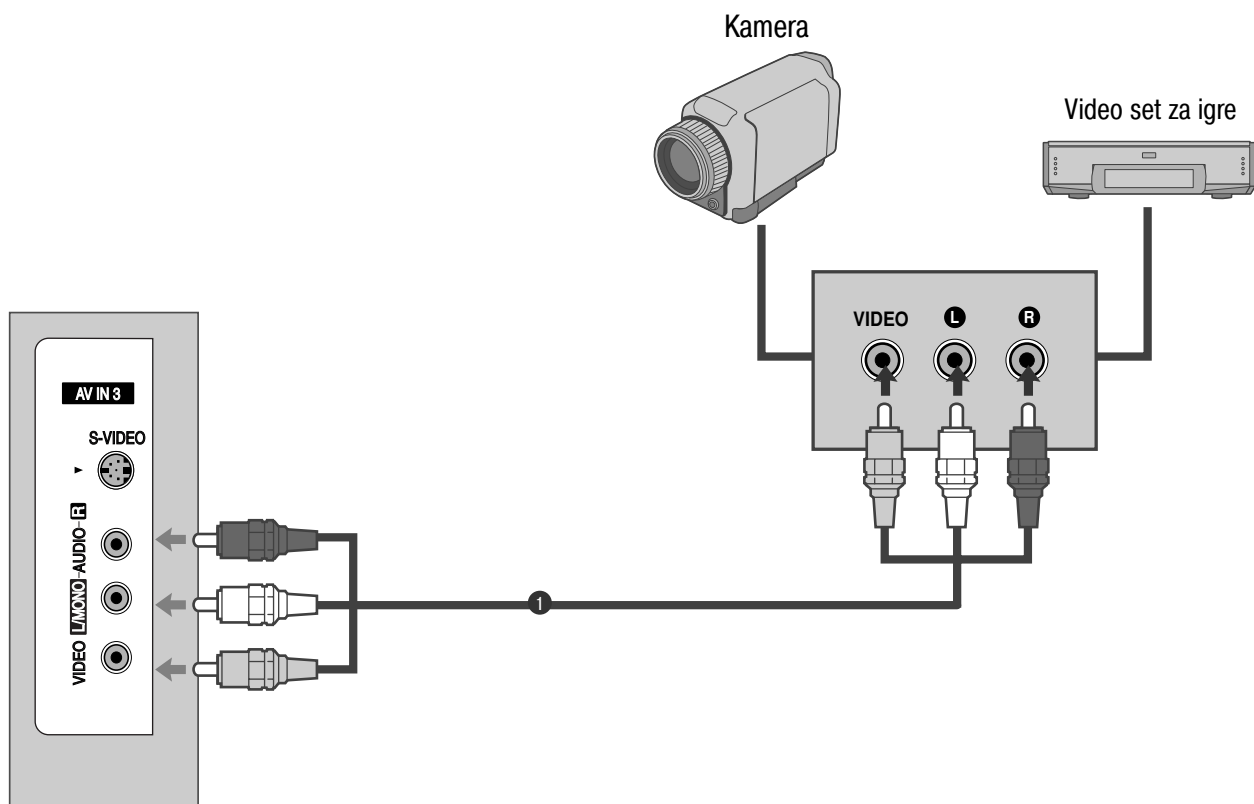 Kamera
Video set za igre
VIDEO L R
AV IN 3
S-VIDEO
VIDEO L/MONO-AUDIO-R
1